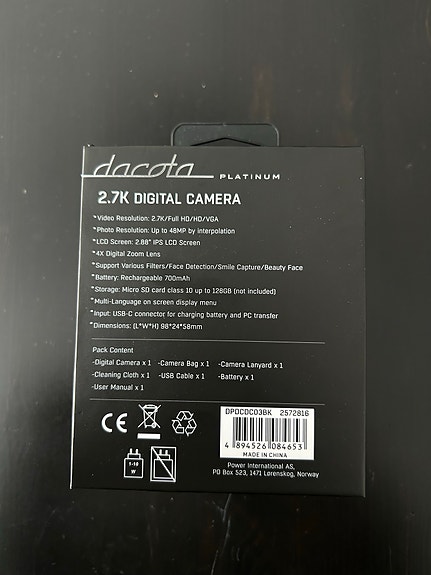 dacota PLATINUM
2.7K DIGITAL CAMERA
*Video Resolution: 2.7K/Full HD/HD/VGA
*Photo Resolution: Up to 48MP by interpolation
*LCD Screen: 2.88" IPS LCD Screen
*4X Digital Zoom Lens
*Support Various Filters/Face Detection/Smile Capture/Beauty Face
*Battery: Rechargeable 700mAh
*Storage: Micro SD card class 10 up to 128GB (not included)
*Multi-Language on screen display menu
*Input: USB-C connector for charging battery and PC transfer
*Dimensions: (L*W*H) 98*24*58mm
Pack Content
-Digital Camera x 1 -Camera Bag x 1 -Camera Lanyard x 1
-Cleaning Cloth x 1 -USB Cable x 1 -Battery x 1
-User Manual x 1
CE
DPDCDC03BK 2572816
4 894526 084653
MADE IN CHINA
Power International AS,
PO Box 523, 1471 Lørenskog, Norway
W